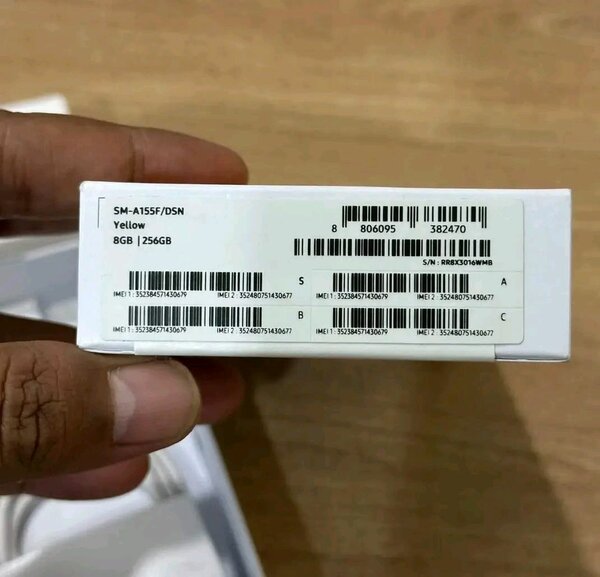 SM-A155F/DSN
Yellow
8GB | 256GB
8 806095 382470
S/N : RR8X3016WMB
S
IMEI 1 : 352384571430679 IMEI 2 : 352480751430677
A
IMEI 1 : 352384571430679 IMEI 2 : 352480751430677
B
IMEI 1 : 352384571430679 IMEI 2 : 352480751430677
C
IMEI 1 : 352384571430679 IMEI 2 : 352480751430677